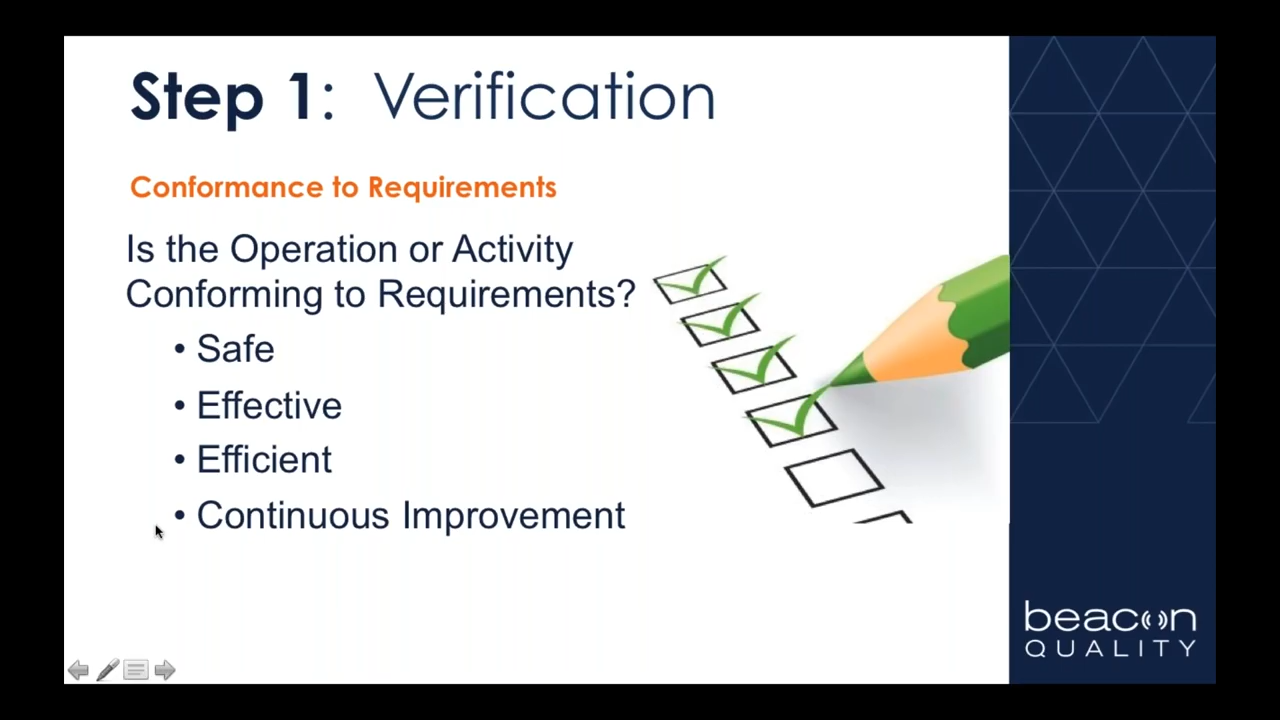 Step 1: Verification
Conformance to Requirements
Is the Operation or Activity
Conforming to Requirements?
• Safe
• Effective
• Efficient
• Continuous Improvement
beacon
QUALITY